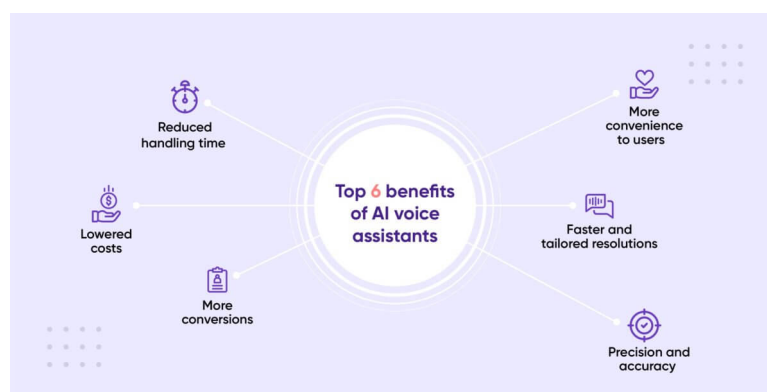 Top 6 benefits
of AI voice
assistants
Reduced
handling time
Lowered
costs
More
conversions
More
convenience
to users
Faster and
tailored resolutions
Precision and
accuracy